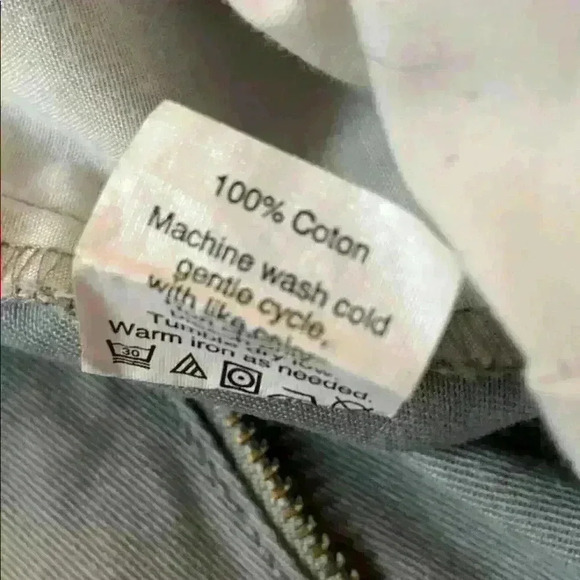 100% Coton
Machine wash cold
gentle cycle,
with like
Warm iron as needed.
30